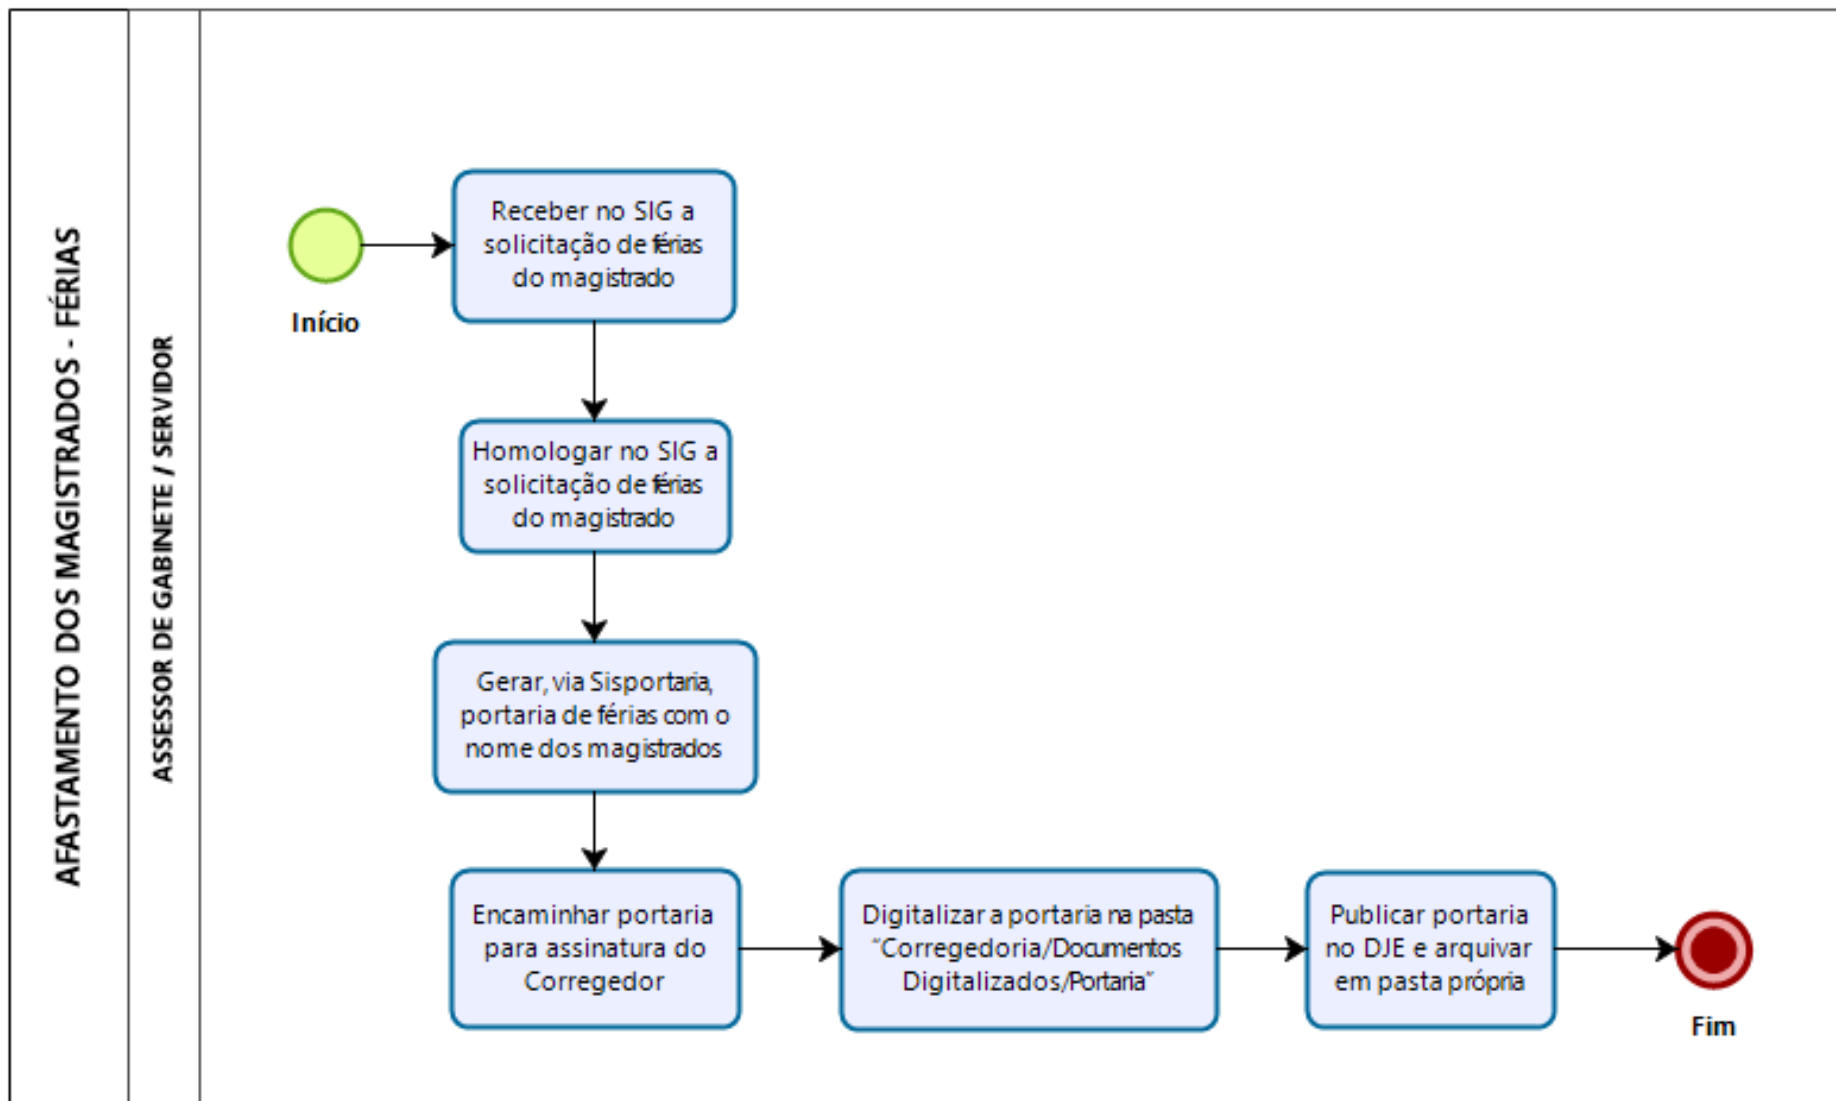 AFASTAMENTO DOS MAGISTRADOS - FÉRIAS
ASSESSOR DE GABINETE / SERVIDOR
Início
Receber no SIG a
solicitação de férias
do magistrado
Homologar no SIG a
solicitação de férias
do magistrado
Gerar, via Sisportaria,
portaria de férias com o
nome dos magistrados
Encaminhar portaria
para assinatura do
Corregedor
Digitalizar a portaria na pasta
“Corregedoria/Documentos
Digitalizados/Portaria”
Publicar portaria
no DJE e arquivar
em pasta própria
Fim